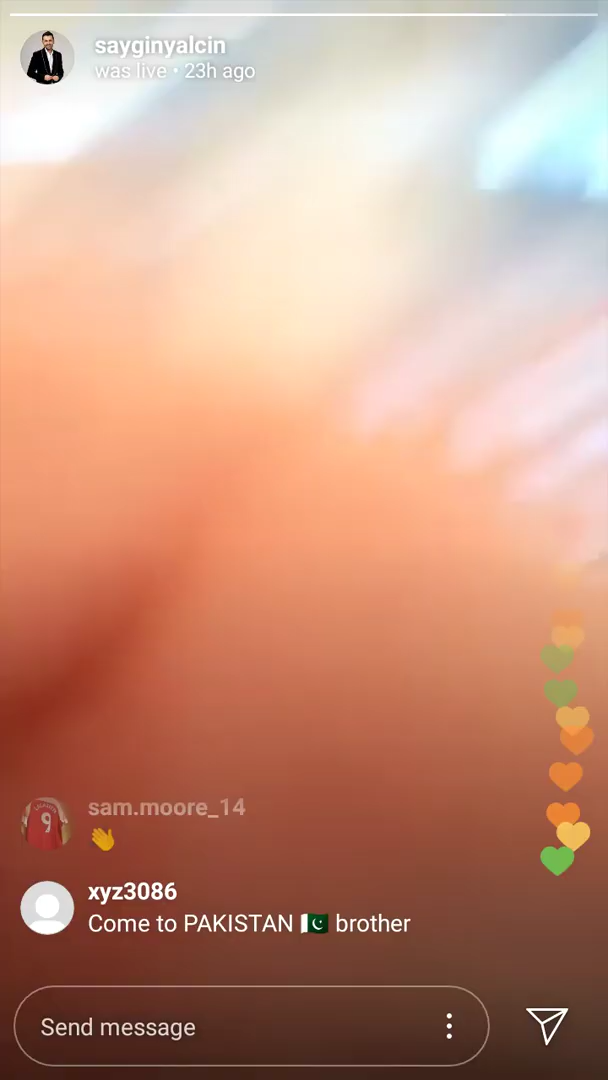 sayginyalcin
was live • 23h ago
sam.moore_14
👋
xyz3086
Come to PAKISTAN 🇵🇰 brother
Send message